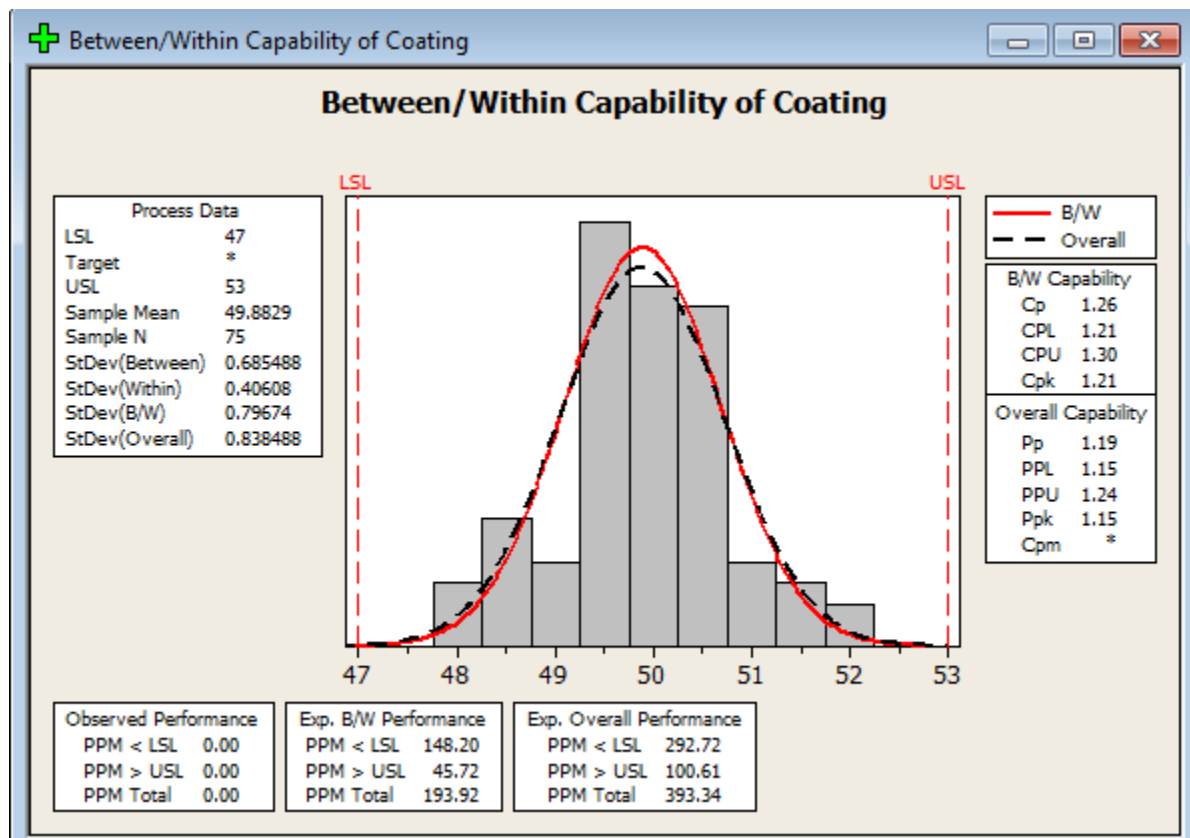 Between/Within Capability of Coating
Between/Within Capability of Coating
LSL
USL
Process Data
LSL 47
Target *
USL 53
Sample Mean 49.8829
Sample N 75
StDev(Between) 0.685488
StDev(Within) 0.40608
StDev(B/W) 0.79674
StDev(Overall) 0.838488
B/W
Overall
B/W Capability
Cp 1.26
CPL 1.21
CPU 1.30
Cpk 1.21
Overall Capability
Pp 1.19
PPL 1.15
PPU 1.24
Ppk 1.15
Cpm *
47 48 49 50 51 52 53
Observed Performance
PPM < LSL 0.00
PPM > USL 0.00
PPM Total 0.00
Exp. B/W Performance
PPM < LSL 148.20
PPM > USL 45.72
PPM Total 193.92
Exp. Overall Performance
PPM < LSL 292.72
PPM > USL 100.61
PPM Total 393.34